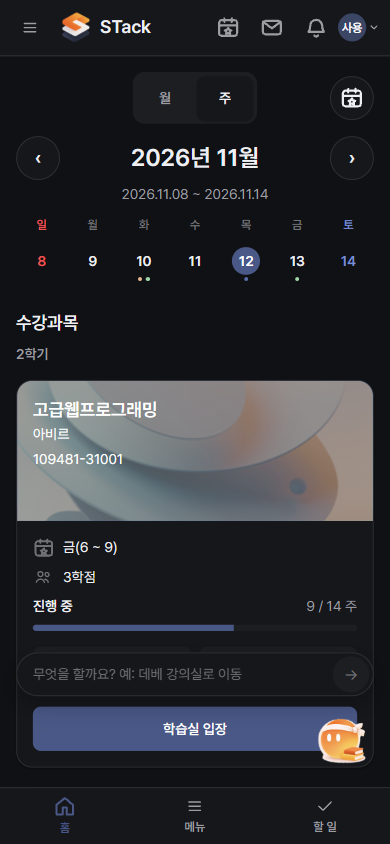 STack
사용
월
주
‹
2026년 11월
›
2026.11.08 ~ 2026.11.14
일 월 화 수 목 금 토
8 9 10 11 12 13 14
수강과목
2학기
고급웹프로그래밍
아비르
109481-31001
금(6 ~ 9)
3학점
진행 중
9 / 14 주
무엇을 할까요? 예: 데베 강의실로 이동
학습실 입장
홈
메뉴
할 일